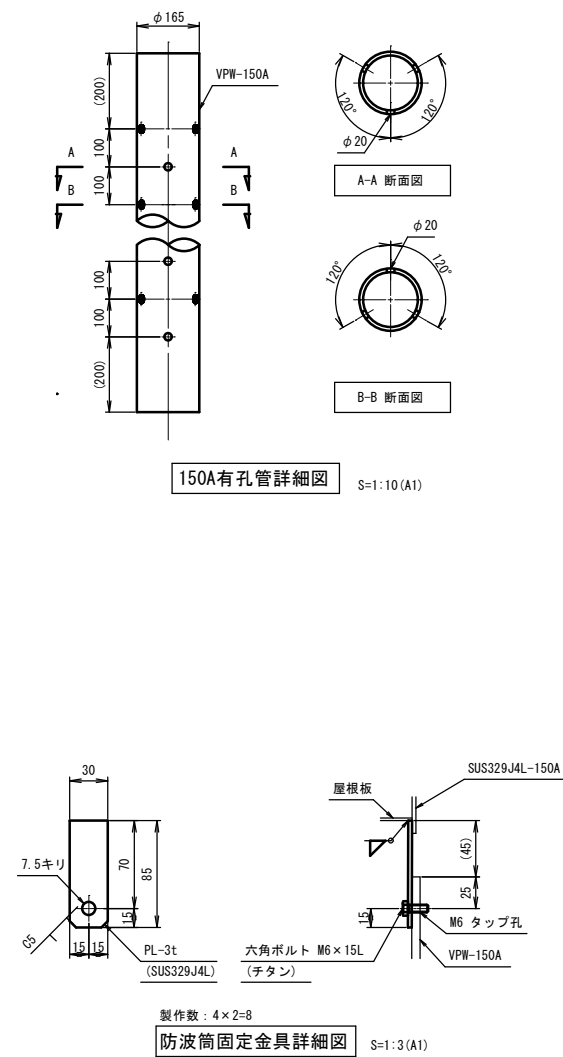 φ165
VPW-150A
(200)
100
100
A
A
B
B
100
100
(200)
120°
120°
φ20
A-A 断面図
φ20
120°
120°
B-B 断面図
150A有孔管詳細図
S=1:10(A1)
30
7.5キリ
70
85
15
C5
15
15
PL-3t
(SUS329J4L)
屋根板
SUS329J4L-150A
(45)
25
15
M6 タップ孔
六角ボルト M6×15L
(チタン)
VPW-150A
製作数：4×2=8
防波筒固定金具詳細図
S=1:3(A1)